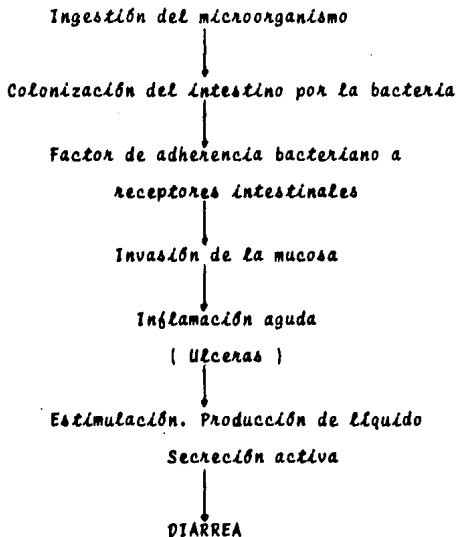 Ingestión del microorganismo
Colonización del intestino por la bacteria
Factor de adherencia bacteriano a
receptores intestinales
Invasión de la mucosa
Inflamación aguda
( Ulceras )
Estimulación. Producción de líquido
Secreción activa
DIARREA